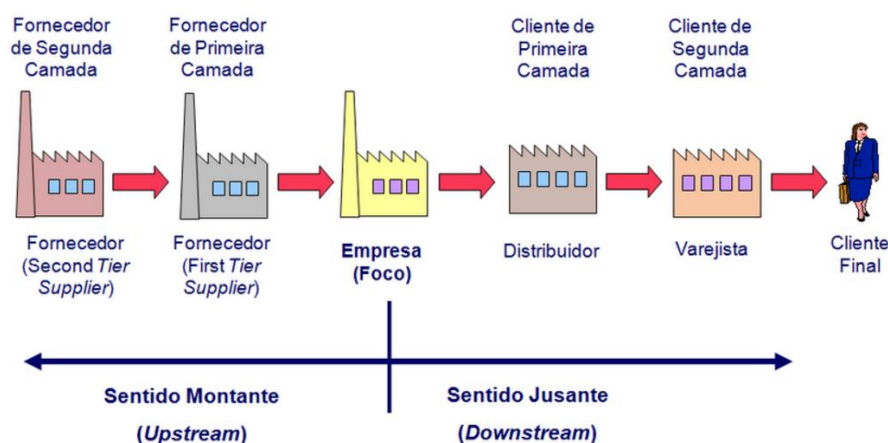 Fornecedor
de Segunda
Camada
Fornecedor
de Primeira
Camada
Cliente de
Primeira
Camada
Cliente de
Segunda
Camada
Fornecedor
(Second Tier
Supplier)
Fornecedor
(First Tier
Supplier)
Empresa
(Foco)
Distribuidor
Varejista
Cliente
Final
Sentido Montante
(Upstream)
Sentido Jusante
(Downstream)